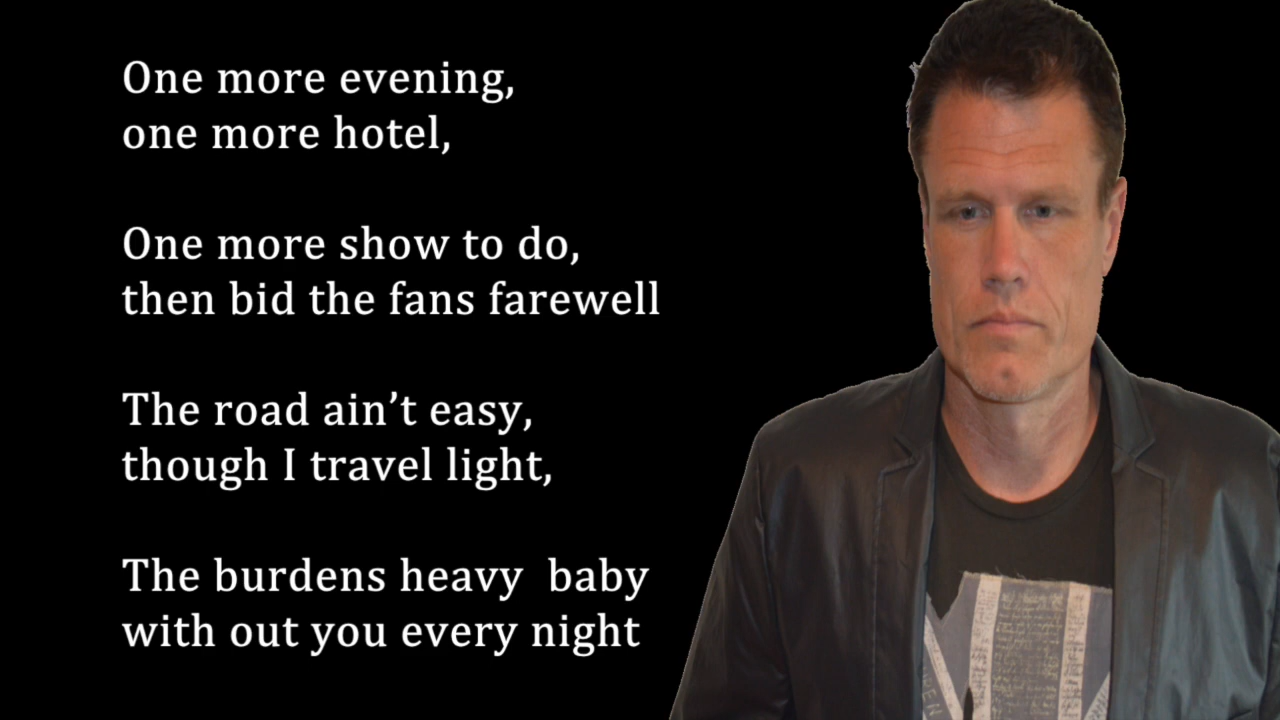 One more evening,
one more hotel,
One more show to do,
then bid the fans farewell
The road ain’t easy,
though I travel light,
The burdens heavy  baby
with out you every night